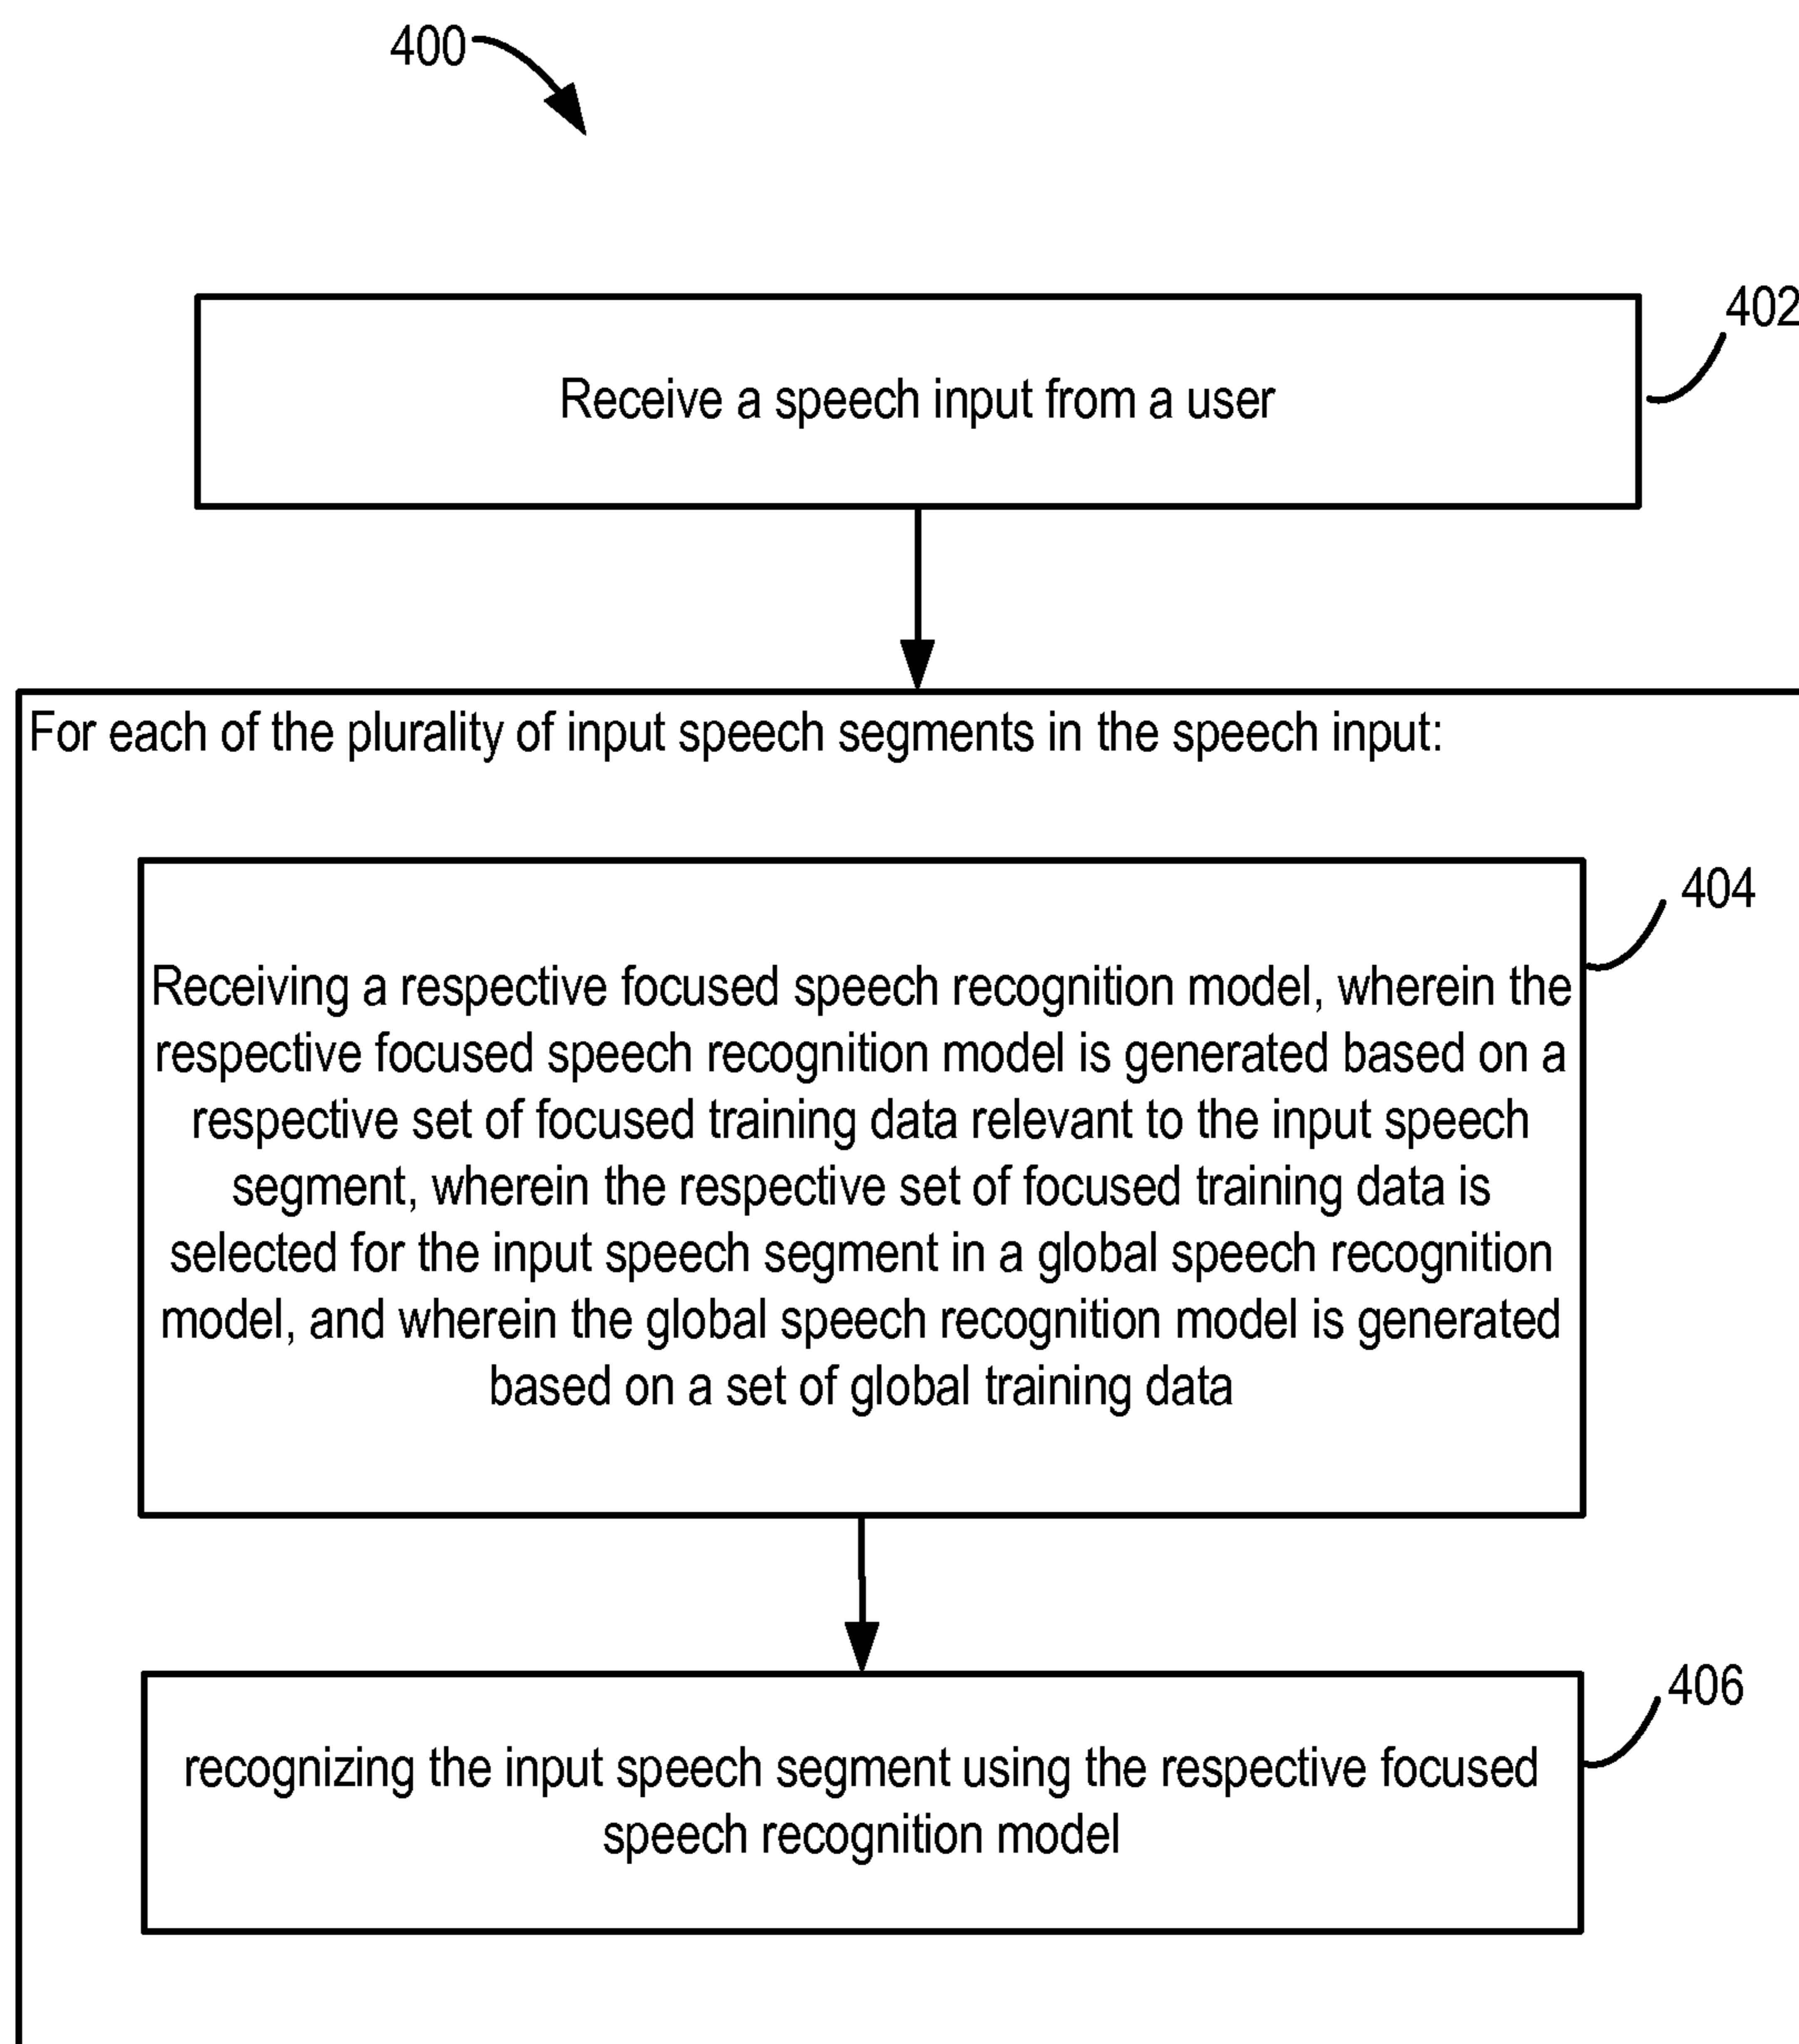 400
402
Receive a speech input from a user
For each of the plurality of input speech segments in the speech input:
404
Receiving a respective focused speech recognition model, wherein the
respective focused speech recognition model is generated based on a
respective set of focused training data relevant to the input speech
segment, wherein the respective set of focused training data is
selected for the input speech segment in a global speech recognition
model, and wherein the global speech recognition model is generated
based on a set of global training data
406
recognizing the input speech segment using the respective focused
speech recognition model